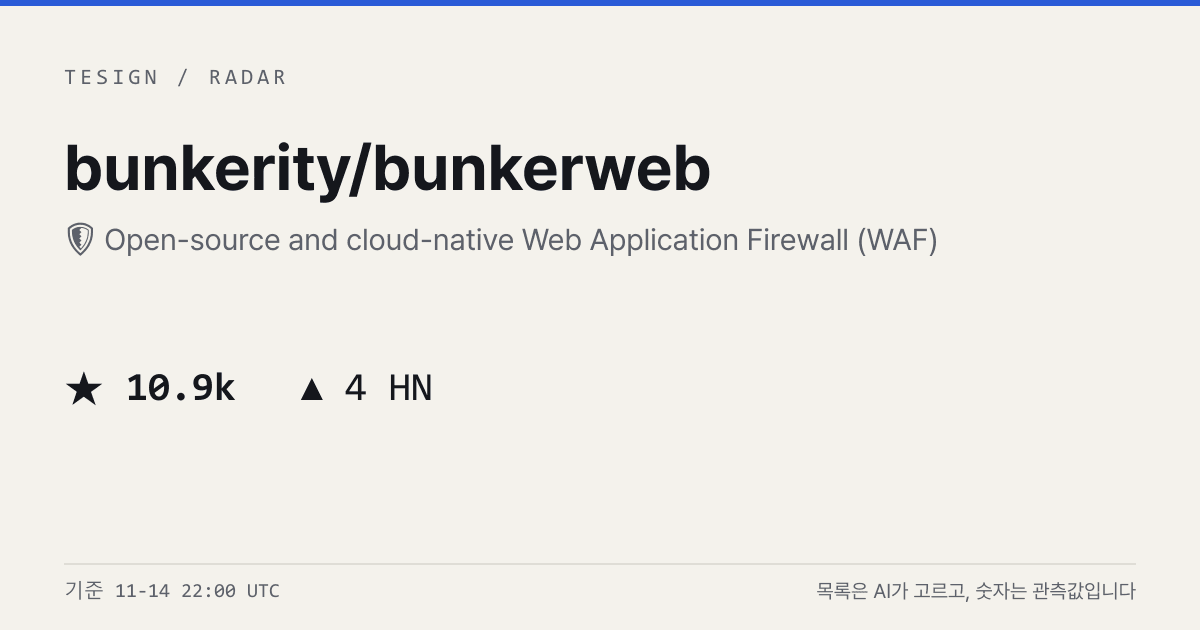 TESIGN / RADAR
bunkerity/bunkerweb
🛡 Open-source and cloud-native Web Application Firewall (WAF)
★ 10.9k ▲ 4 HN
기준 11-14 22:00 UTC
목록은 AI가 고르고, 숫자는 관측값입니다